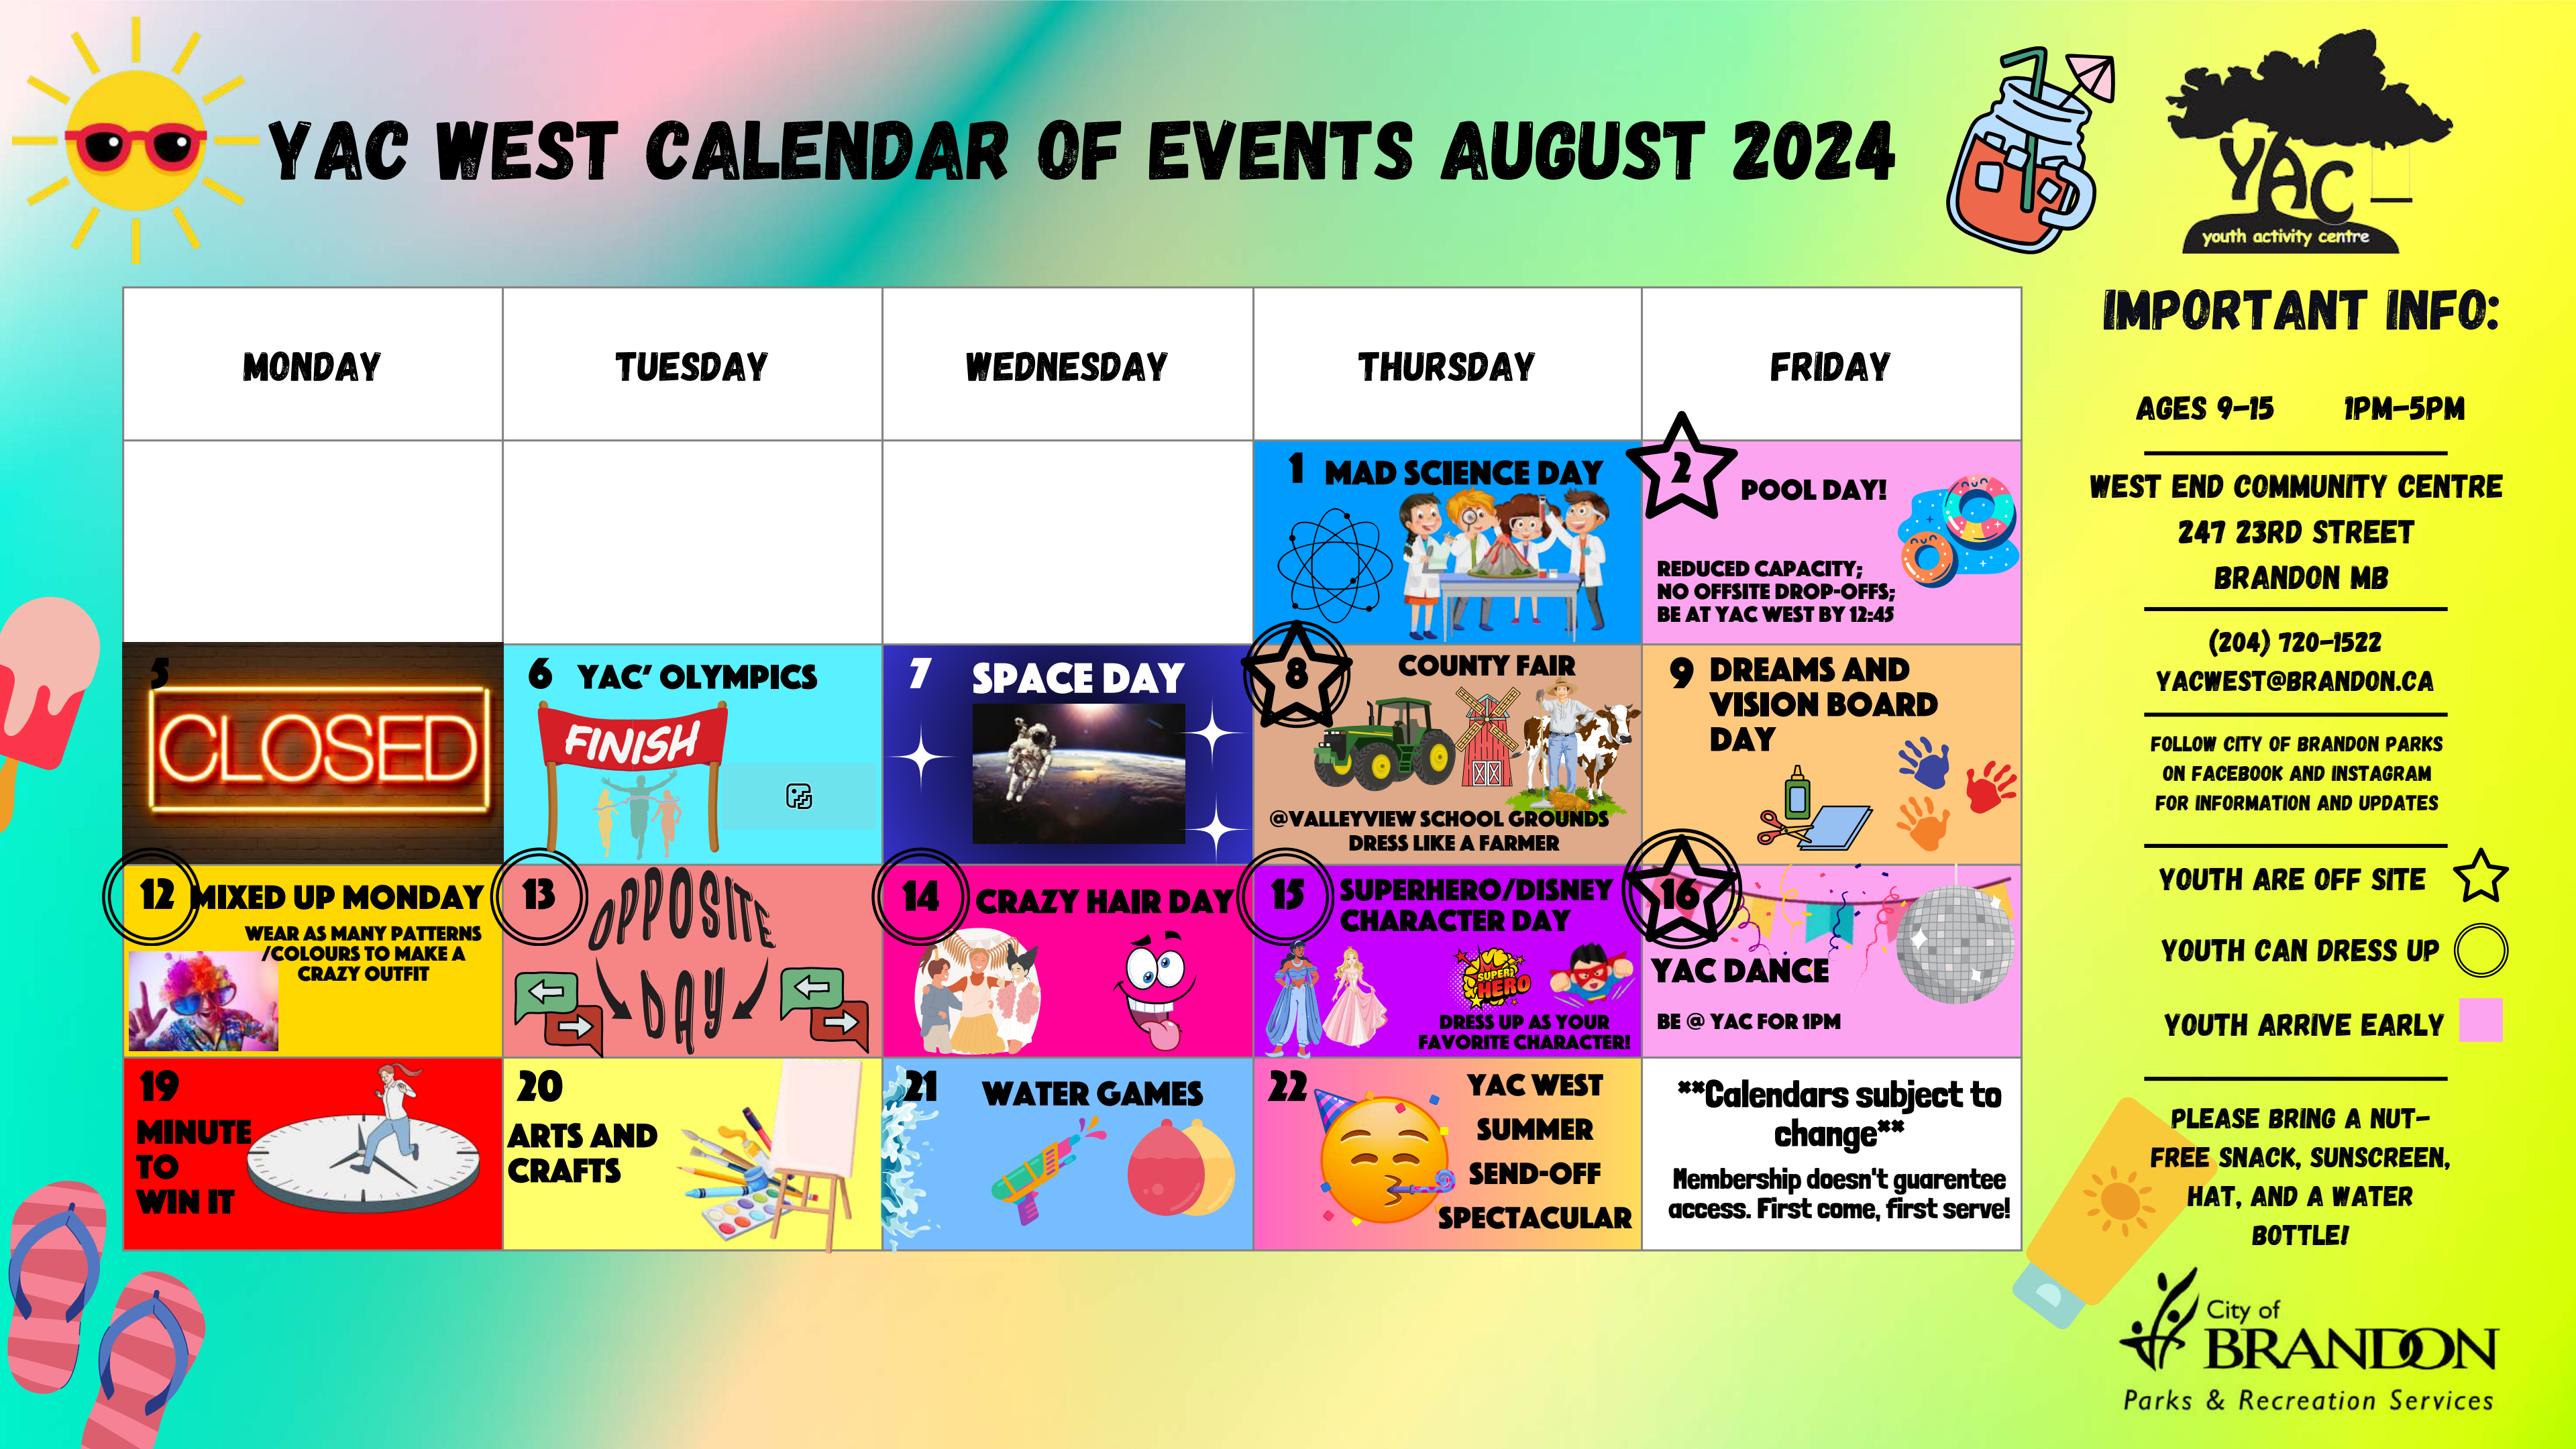 YAC WEST CALENDAR OF EVENTS AUGUST 2024
YAC
youth activity centre
MONDAY
TUESDAY
WEDNESDAY
THURSDAY
FRIDAY
1 MAD SCIENCE DAY
2
POOL DAY!
REDUCED CAPACITY;
NO OFFSITE DROP-OFFS;
BE AT YAC WEST BY 12:45
5
CLOSED
6 YAC' OLYMPICS
FINISH
7 SPACE DAY
8
COUNTY FAIR
@VALLEYVIEW SCHOOL GROUNDS
DRESS LIKE A FARMER
9 DREAMS AND
VISION BOARD
DAY
12 MIXED UP MONDAY
WEAR AS MANY PATTERNS
/COLOURS TO MAKE A
CRAZY OUTFIT
13
OPPOSITE
DAY
14 CRAZY HAIR DAY
15 SUPERHERO/DISNEY
CHARACTER DAY
SUPER
HERO
DRESS UP AS YOUR
FAVORITE CHARACTER!
16
YAC DANCE
BE @ YAC FOR 1PM
19
MINUTE
TO
WIN IT
20
ARTS AND
CRAFTS
21 WATER GAMES
22
YAC WEST
SUMMER
SEND-OFF
SPECTACULAR
**Calendars subject to
change**
Membership doesn't guarentee
access. First come, first serve!
IMPORTANT INFO:
AGES 9-15 1PM-5PM
WEST END COMMUNITY CENTRE
247 23RD STREET
BRANDON MB
(204) 720-1522
YACWEST@BRANDON.CA
FOLLOW CITY OF BRANDON PARKS
ON FACEBOOK AND INSTAGRAM
FOR INFORMATION AND UPDATES
YOUTH ARE OFF SITE
YOUTH CAN DRESS UP
YOUTH ARRIVE EARLY
PLEASE BRING A NUT-
FREE SNACK, SUNSCREEN,
HAT, AND A WATER
BOTTLE!
City of
BRANDON
Parks & Recreation Services